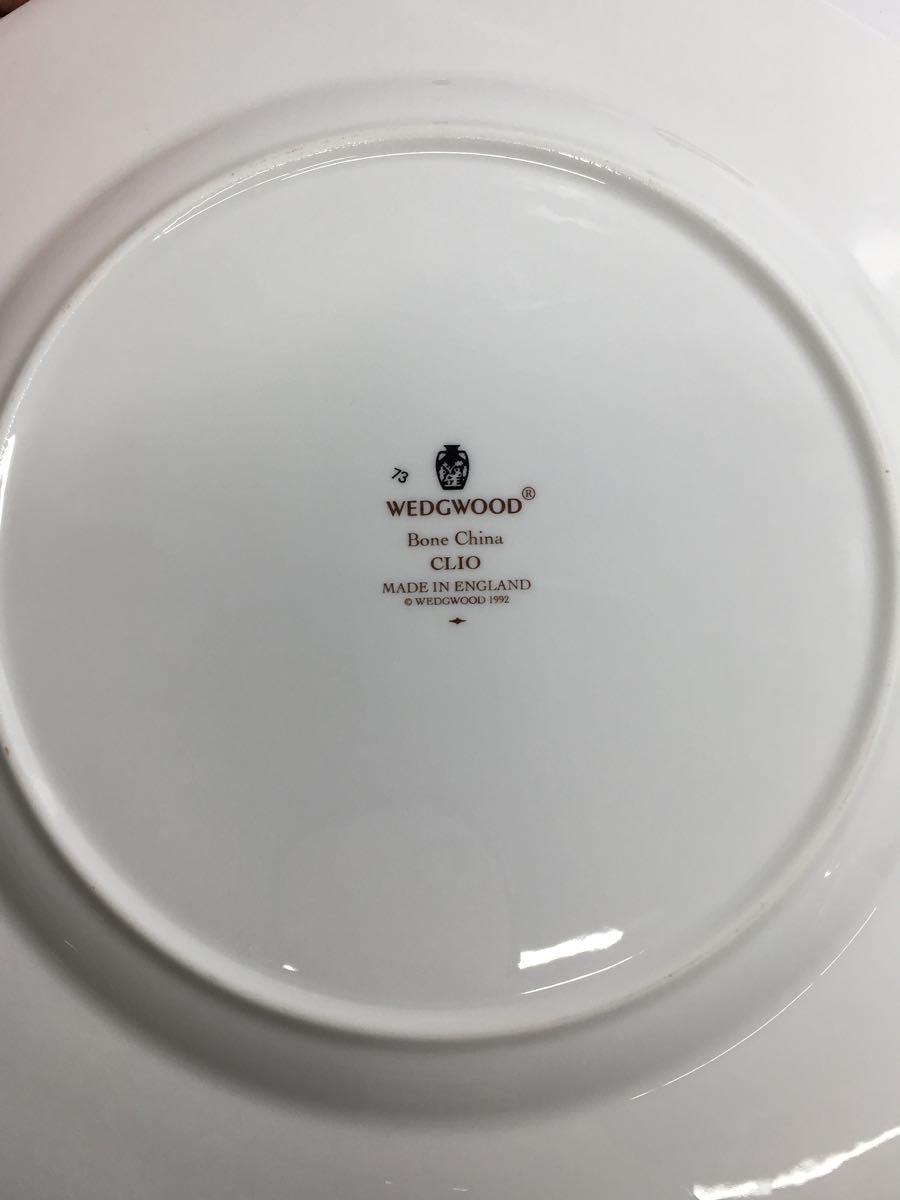 73
WEDGWOOD®
Bone China
CLIO
MADE IN ENGLAND
© WEDGWOOD 1992